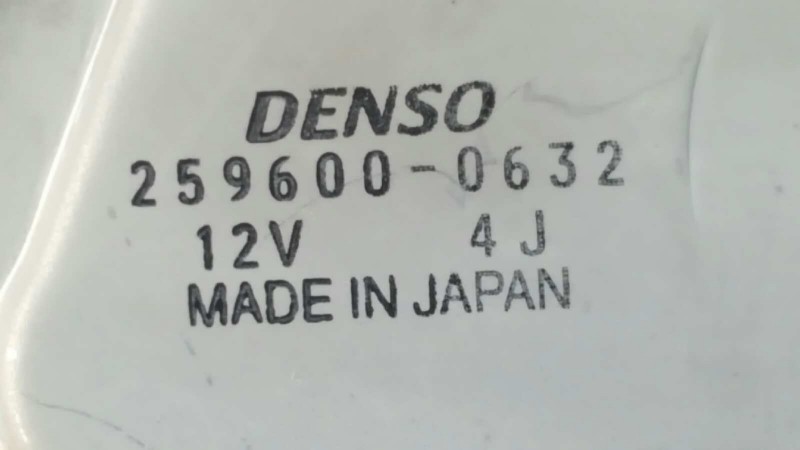 DENSO
259600-0632
12V 4J
MADE IN JAPAN